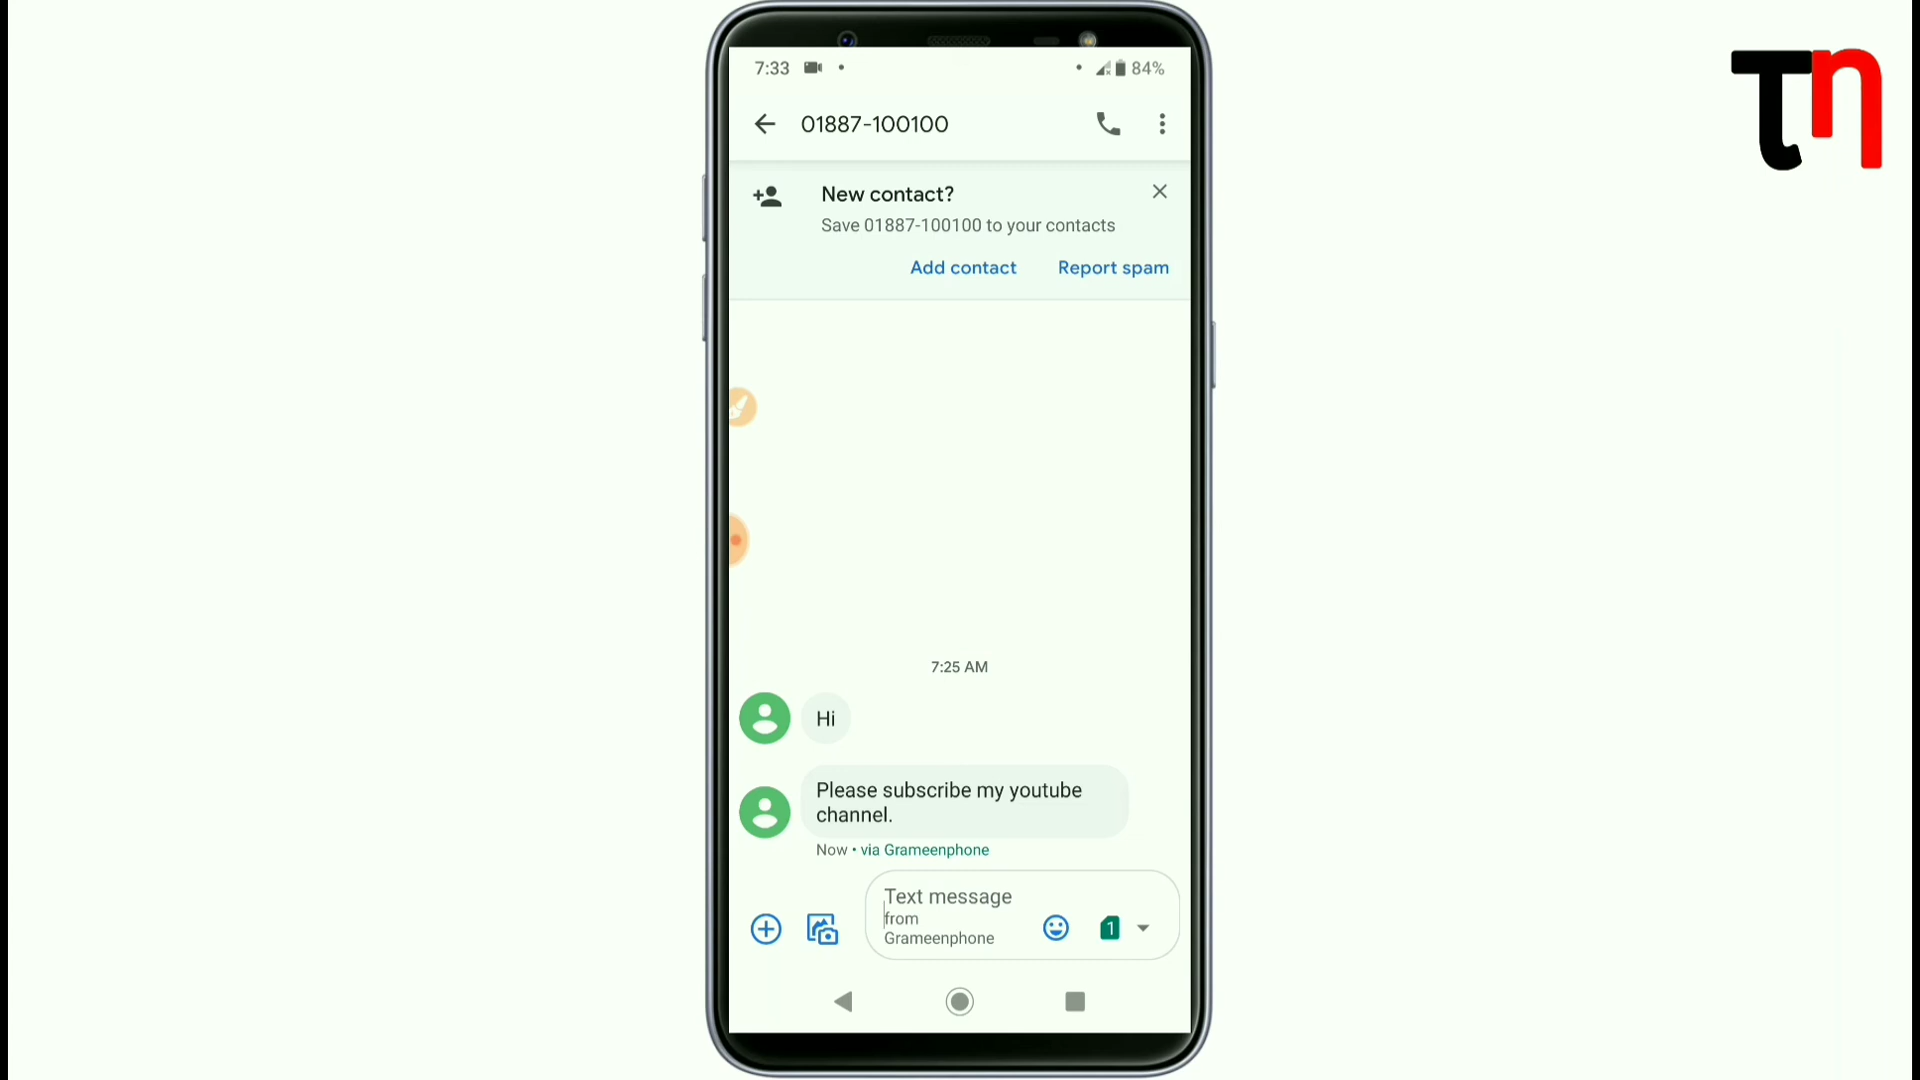 7:33
84%
Tn
01887-100100
New contact?
Save 01887-100100 to your contacts
Add contact Report spam
7:25 AM
Hi
Please subscribe my youtube
channel.
Now • via Grameenphone
Text message
from
Grameenphone
1